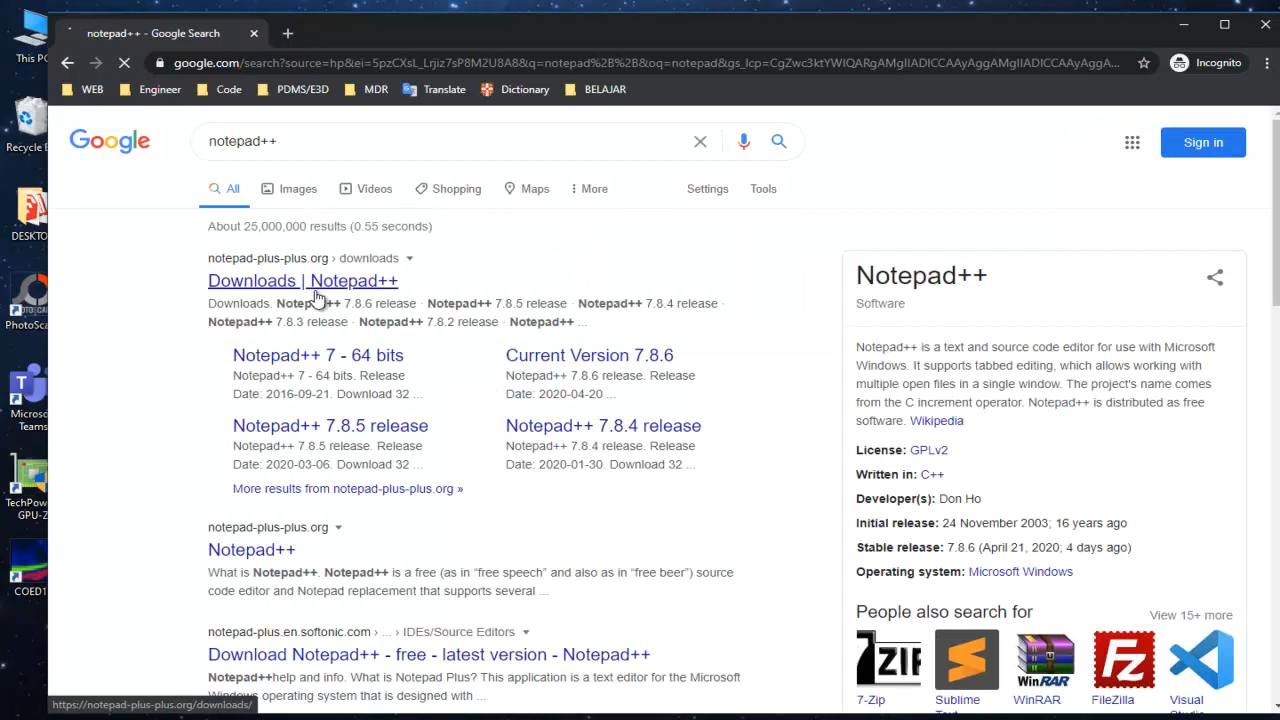 This PC
Recycle B
DESKTO
PhotoSca
Micros
Teams
TechPow
GPU-Z
COED1
notepad++ - Google Search
google.com/search?source=hp&ei=5pzCXsL_Lrjiz7sP8M2U8A8&q=notepad%2B%2B&oq=notepad&gs_lcp=CgZwc3ktYWIQARgAMgIIADICCAAyAggAMgIIADICCAAyAggAMgIIADICCAAyAggA...
Incognito
WEB
Engineer
Code
PDMS/E3D
MDR
Translate
Dictionary
BELAJAR
Google
notepad++
Sign in
All
Images
Videos
Shopping
Maps
More
Settings
Tools
About 25,000,000 results (0.55 seconds)
notepad-plus-plus.org › downloads
Downloads | Notepad++
Downloads. Notepad++ 7.8.6 release · Notepad++ 7.8.5 release · Notepad++ 7.8.4 release ·
Notepad++ 7.8.3 release · Notepad++ 7.8.2 release · Notepad++ ...
Notepad++ 7 - 64 bits
Notepad++ 7 - 64 bits. Release
Date: 2016-09-21. Download 32 ...
Current Version 7.8.6
Notepad++ 7.8.6 release. Release
Date: 2020-04-20 ...
Notepad++ 7.8.5 release
Notepad++ 7.8.5 release. Release
Date: 2020-03-06. Download 32 ...
Notepad++ 7.8.4 release
Notepad++ 7.8.4 release. Release
Date: 2020-01-30. Download 32 ...
More results from notepad-plus-plus.org »
notepad-plus-plus.org
Notepad++
What is Notepad++. Notepad++ is a free (as in “free speech” and also as in “free beer”) source
code editor and Notepad replacement that supports several ...
notepad-plus.en.softonic.com › ... › IDEs/Source Editors
Download Notepad++ - free - latest version - Notepad++
Notepad++help and info. What is Notepad Plus? This application is a text editor for the Microsoft
Windows operating system that is designed with ...
https://notepad-plus-plus.org/downloads/
Notepad++
Software
Notepad++ is a text and source code editor for use with Microsoft
Windows. It supports tabbed editing, which allows working with
multiple open files in a single window. The project's name comes
from the C increment operator. Notepad++ is distributed as free
software. Wikipedia
License: GPLv2
Written in: C++
Developer(s): Don Ho
Initial release: 24 November 2003; 16 years ago
Stable release: 7.8.6 (April 21, 2020; 4 days ago)
Operating system: Microsoft Windows
People also search for
View 15+ more
7ZIP
WinRAR
7-Zip
Sublime
Text
WinRAR
FileZilla
Visual